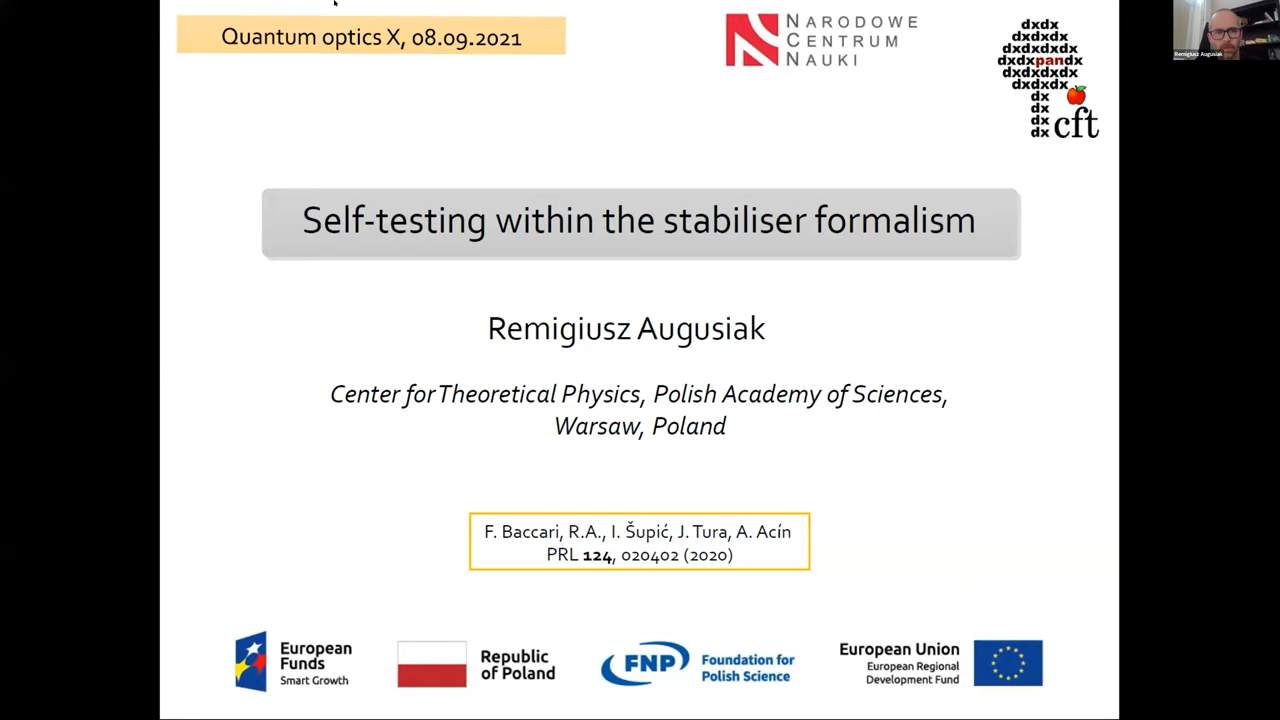 Quantum optics X, 08.09.2021
NARODOWE
CENTRUM
NAUKI
dxdx
dxdxdx
dxdxdxdx
dxdxpandx
dxdxdxdx
dxdxdx
dx
dx
dx
dx
cft
Remigiusz Augusiak
Self-testing within the stabiliser formalism
Remigiusz Augusiak
Center for Theoretical Physics, Polish Academy of Sciences,
Warsaw, Poland
F. Baccari, R.A., I. Šupić, J. Tura, A. Acín
PRL 124, 020402 (2020)
European
Funds
Smart Growth
Republic
of Poland
FNP
Foundation for
Polish Science
European Union
European Regional
Development Fund